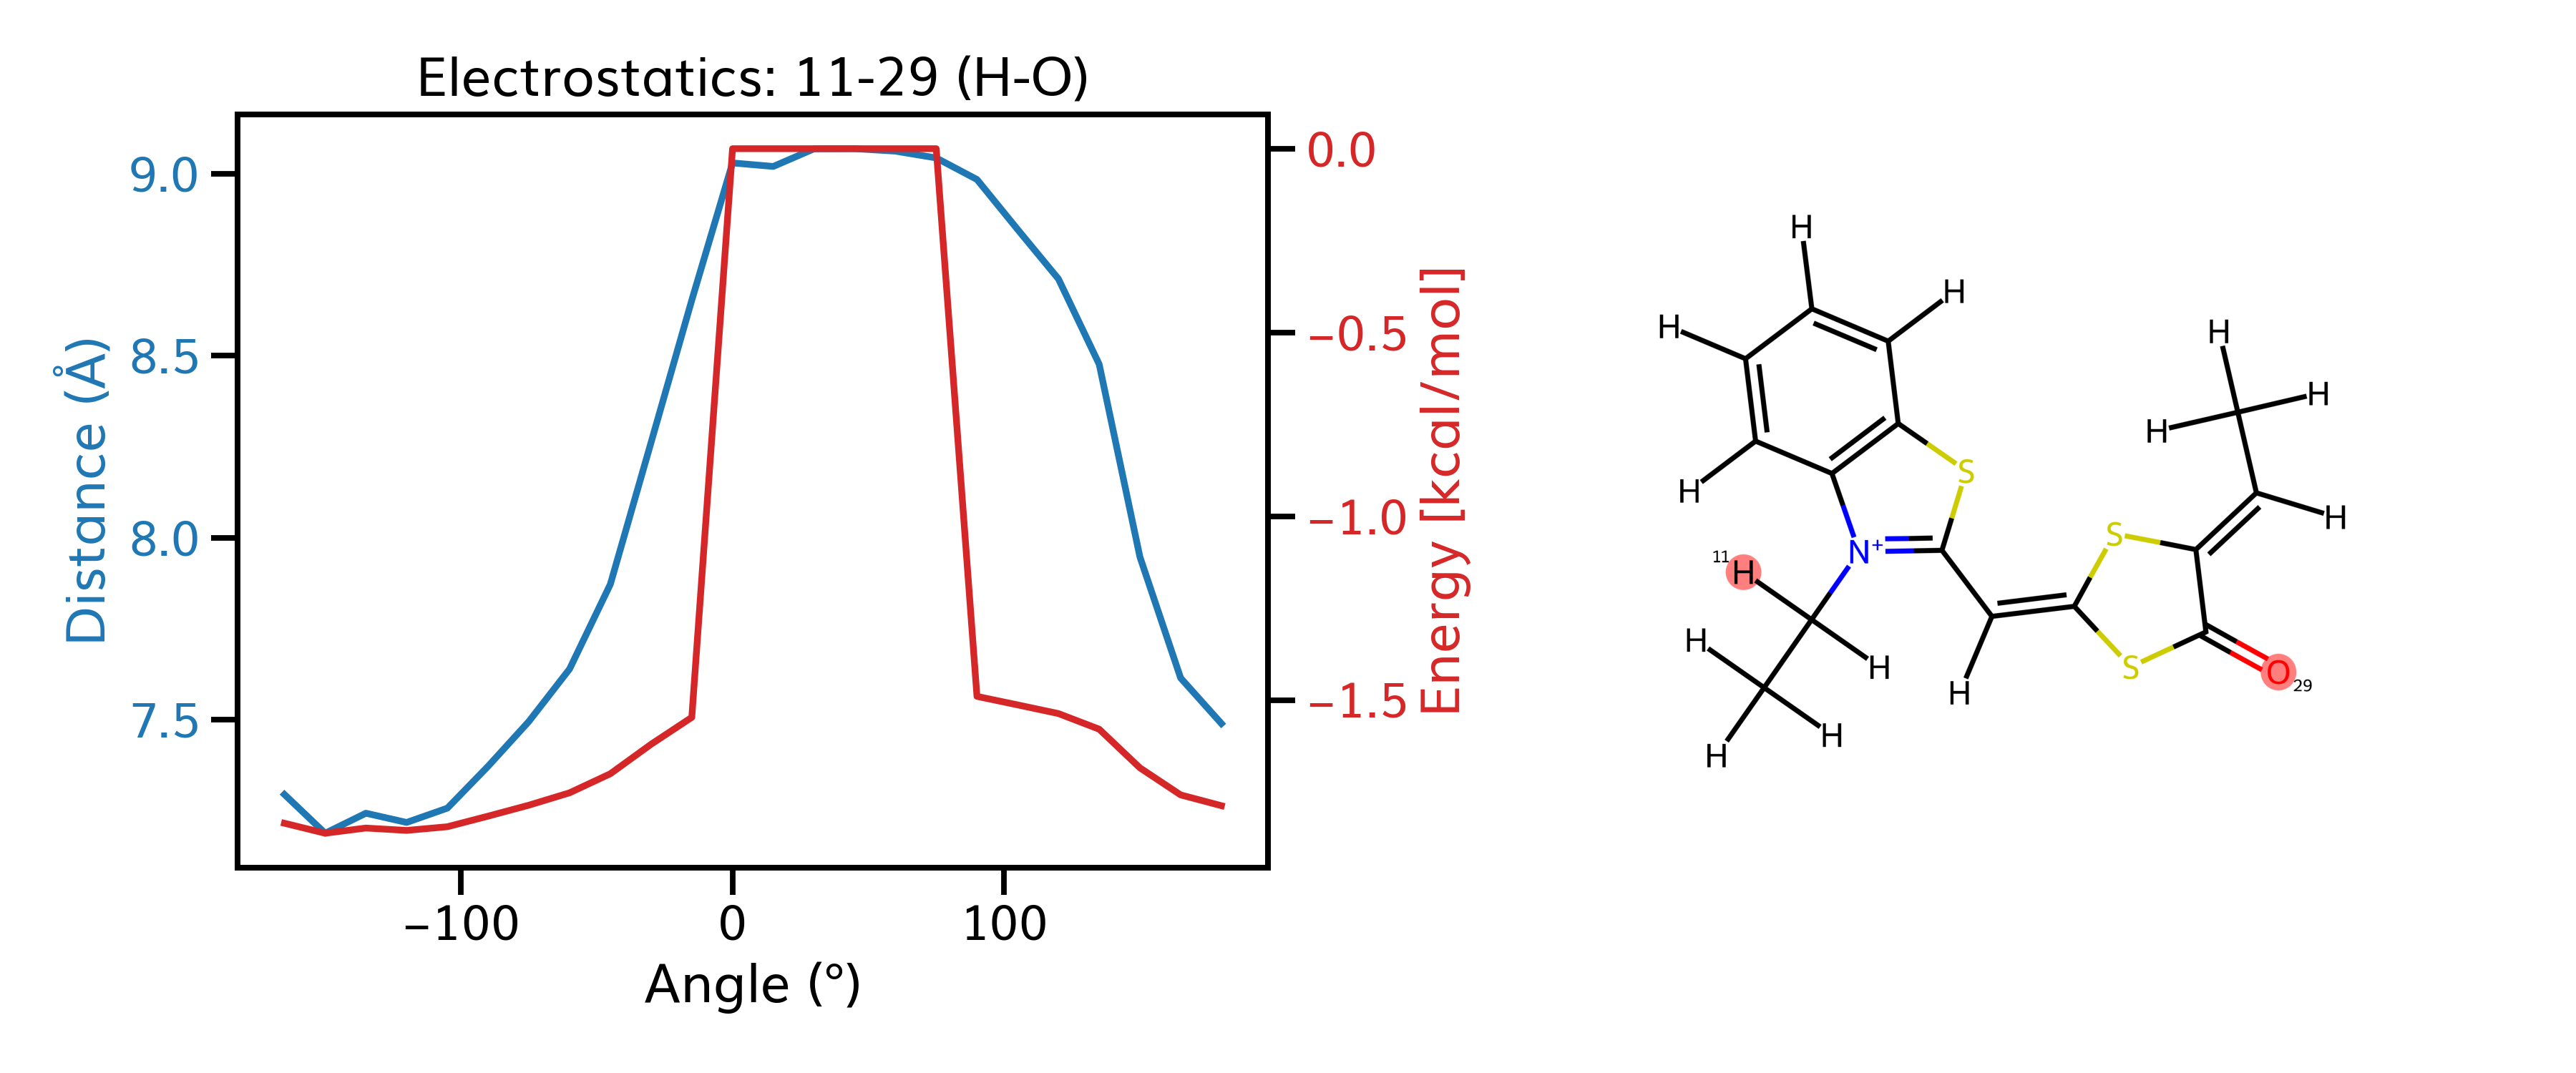 Electrostatics: 11-29 (H-O)
9.0
8.5
8.0
7.5
Distance (Å)
0.0
−0.5
−1.0
−1.5
Energy [kcal/mol]
−100
0
100
Angle (°)
H
H
H
H
H
H
H
S
S
H
N⁺
11
H
H
H
S
O
29
H
H
H
H